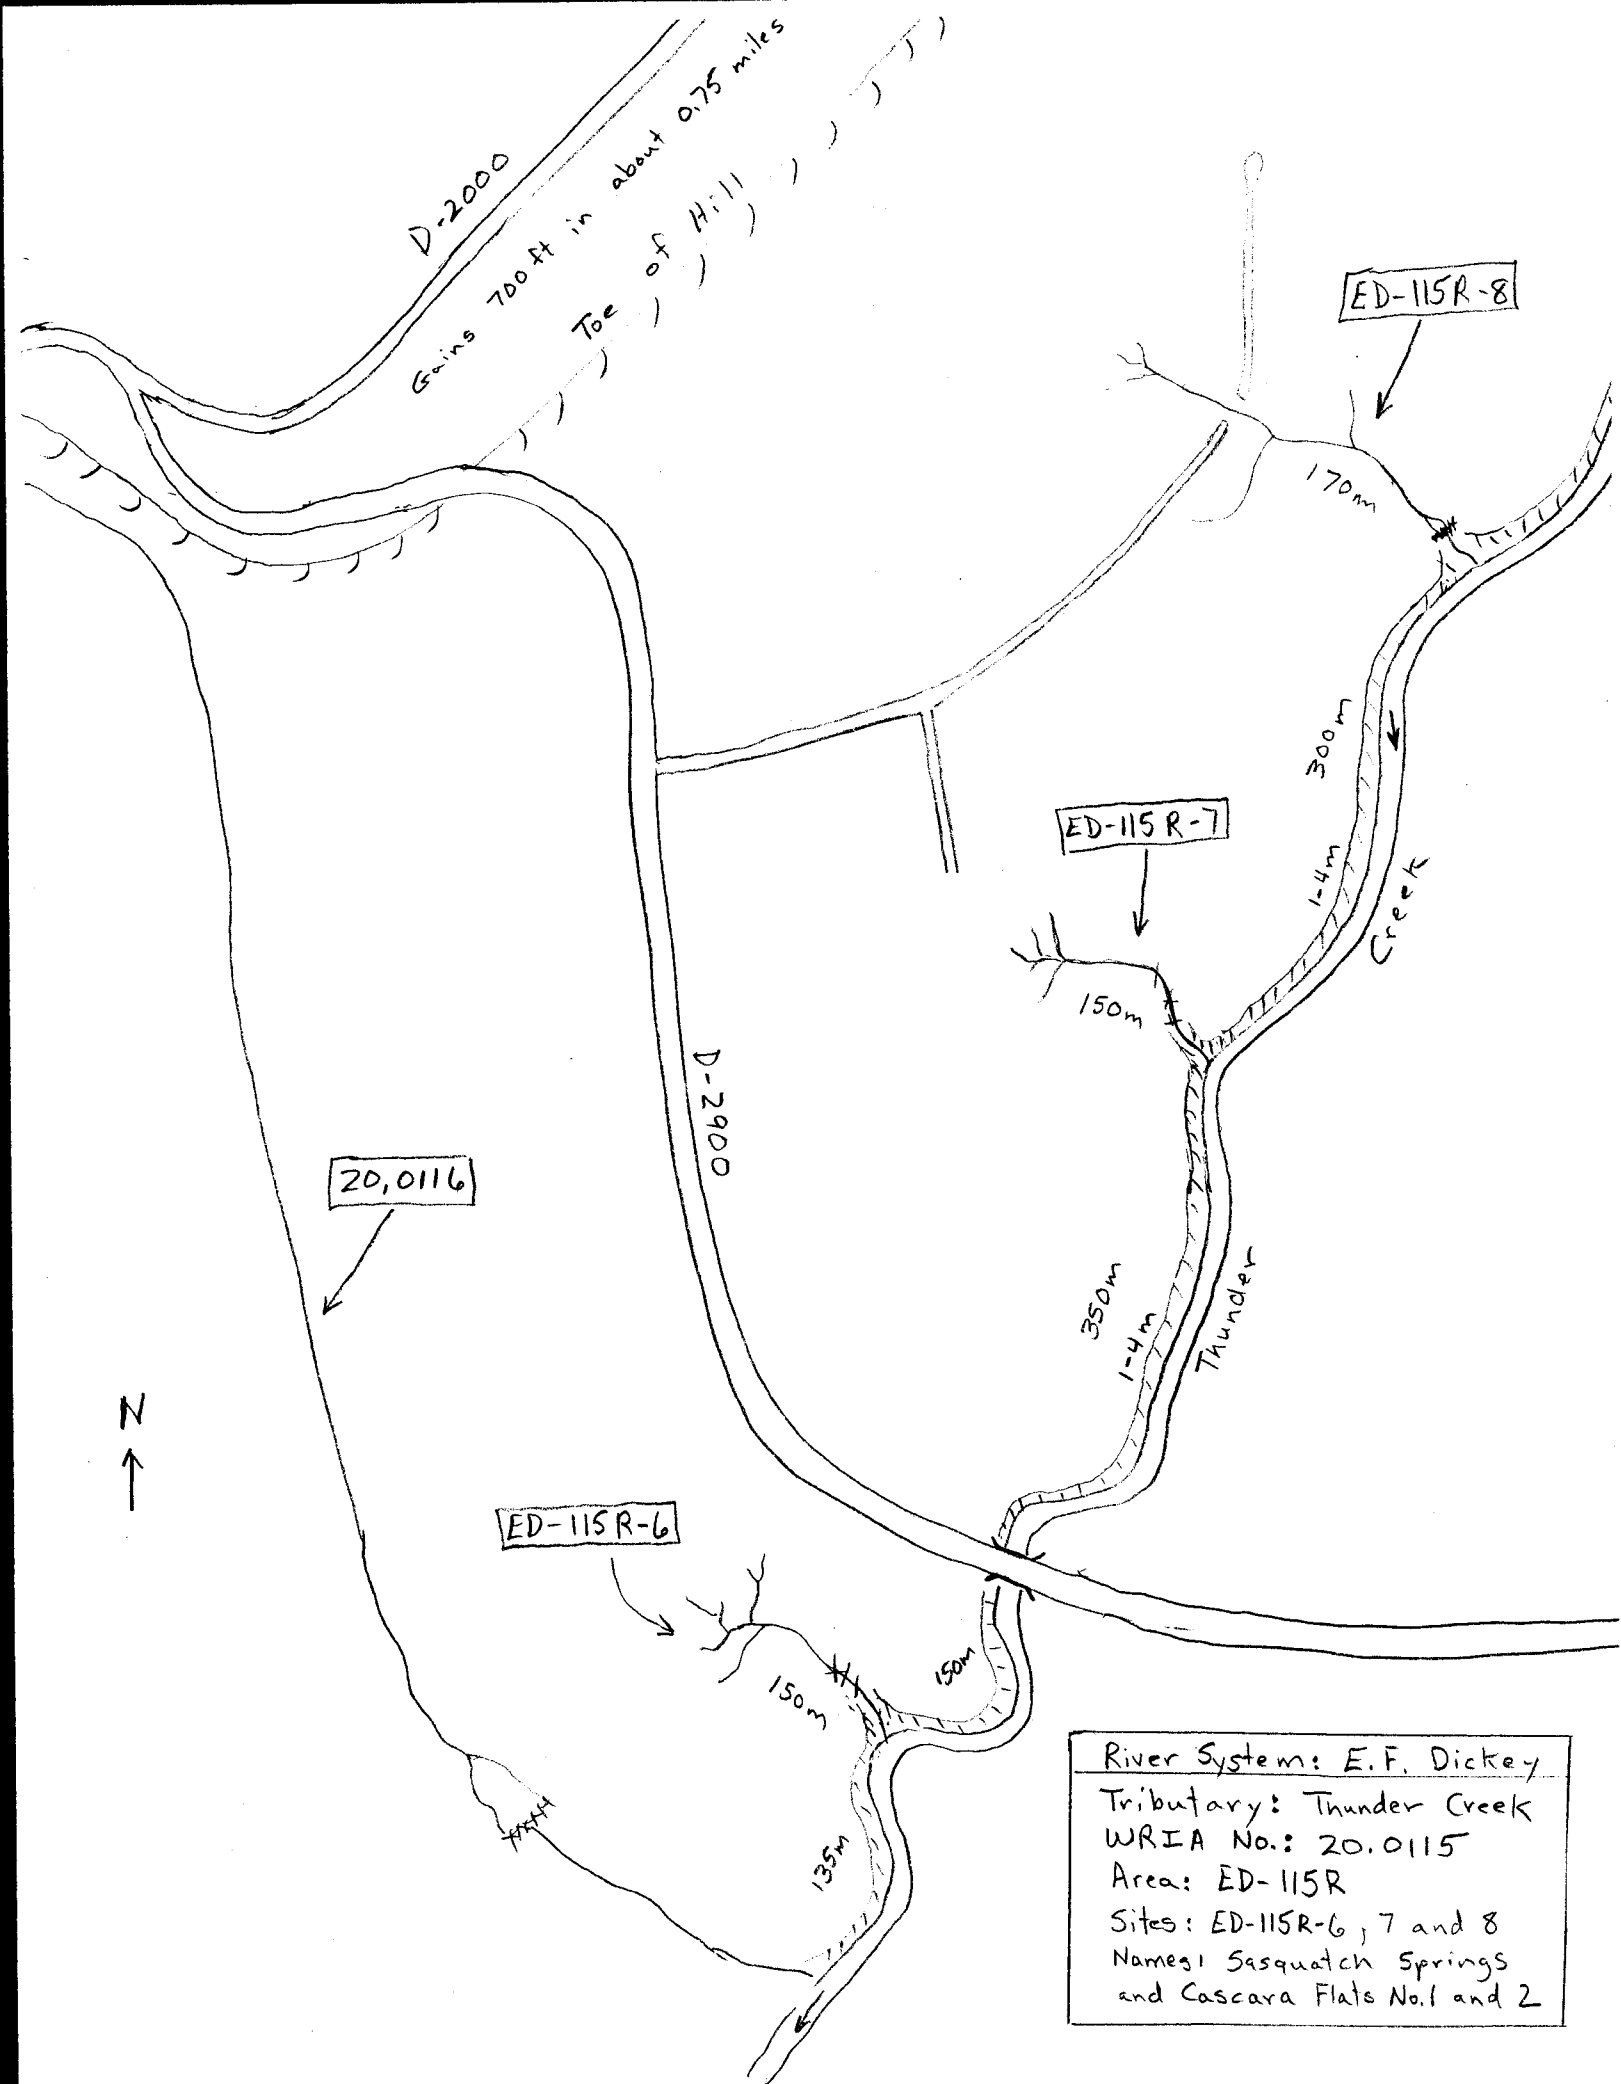 D-2000
Gains 700 ft in about 0.75 miles
Toe of Hill
ED-115R-8
170m
300m
1-4m
Creek
ED-115R-7
150m
D-2900
20,0116
350m
1-4m
Thunder
N
ED-115R-6
150m
150m
135m
River System: E.F. Dickey
Tributary: Thunder Creek
WRIA No.: 20.0115
Area: ED-115R
Sites: ED-115R-6, 7 and 8
Names: Sasquatch Springs
and Cascara Flats No.1 and 2